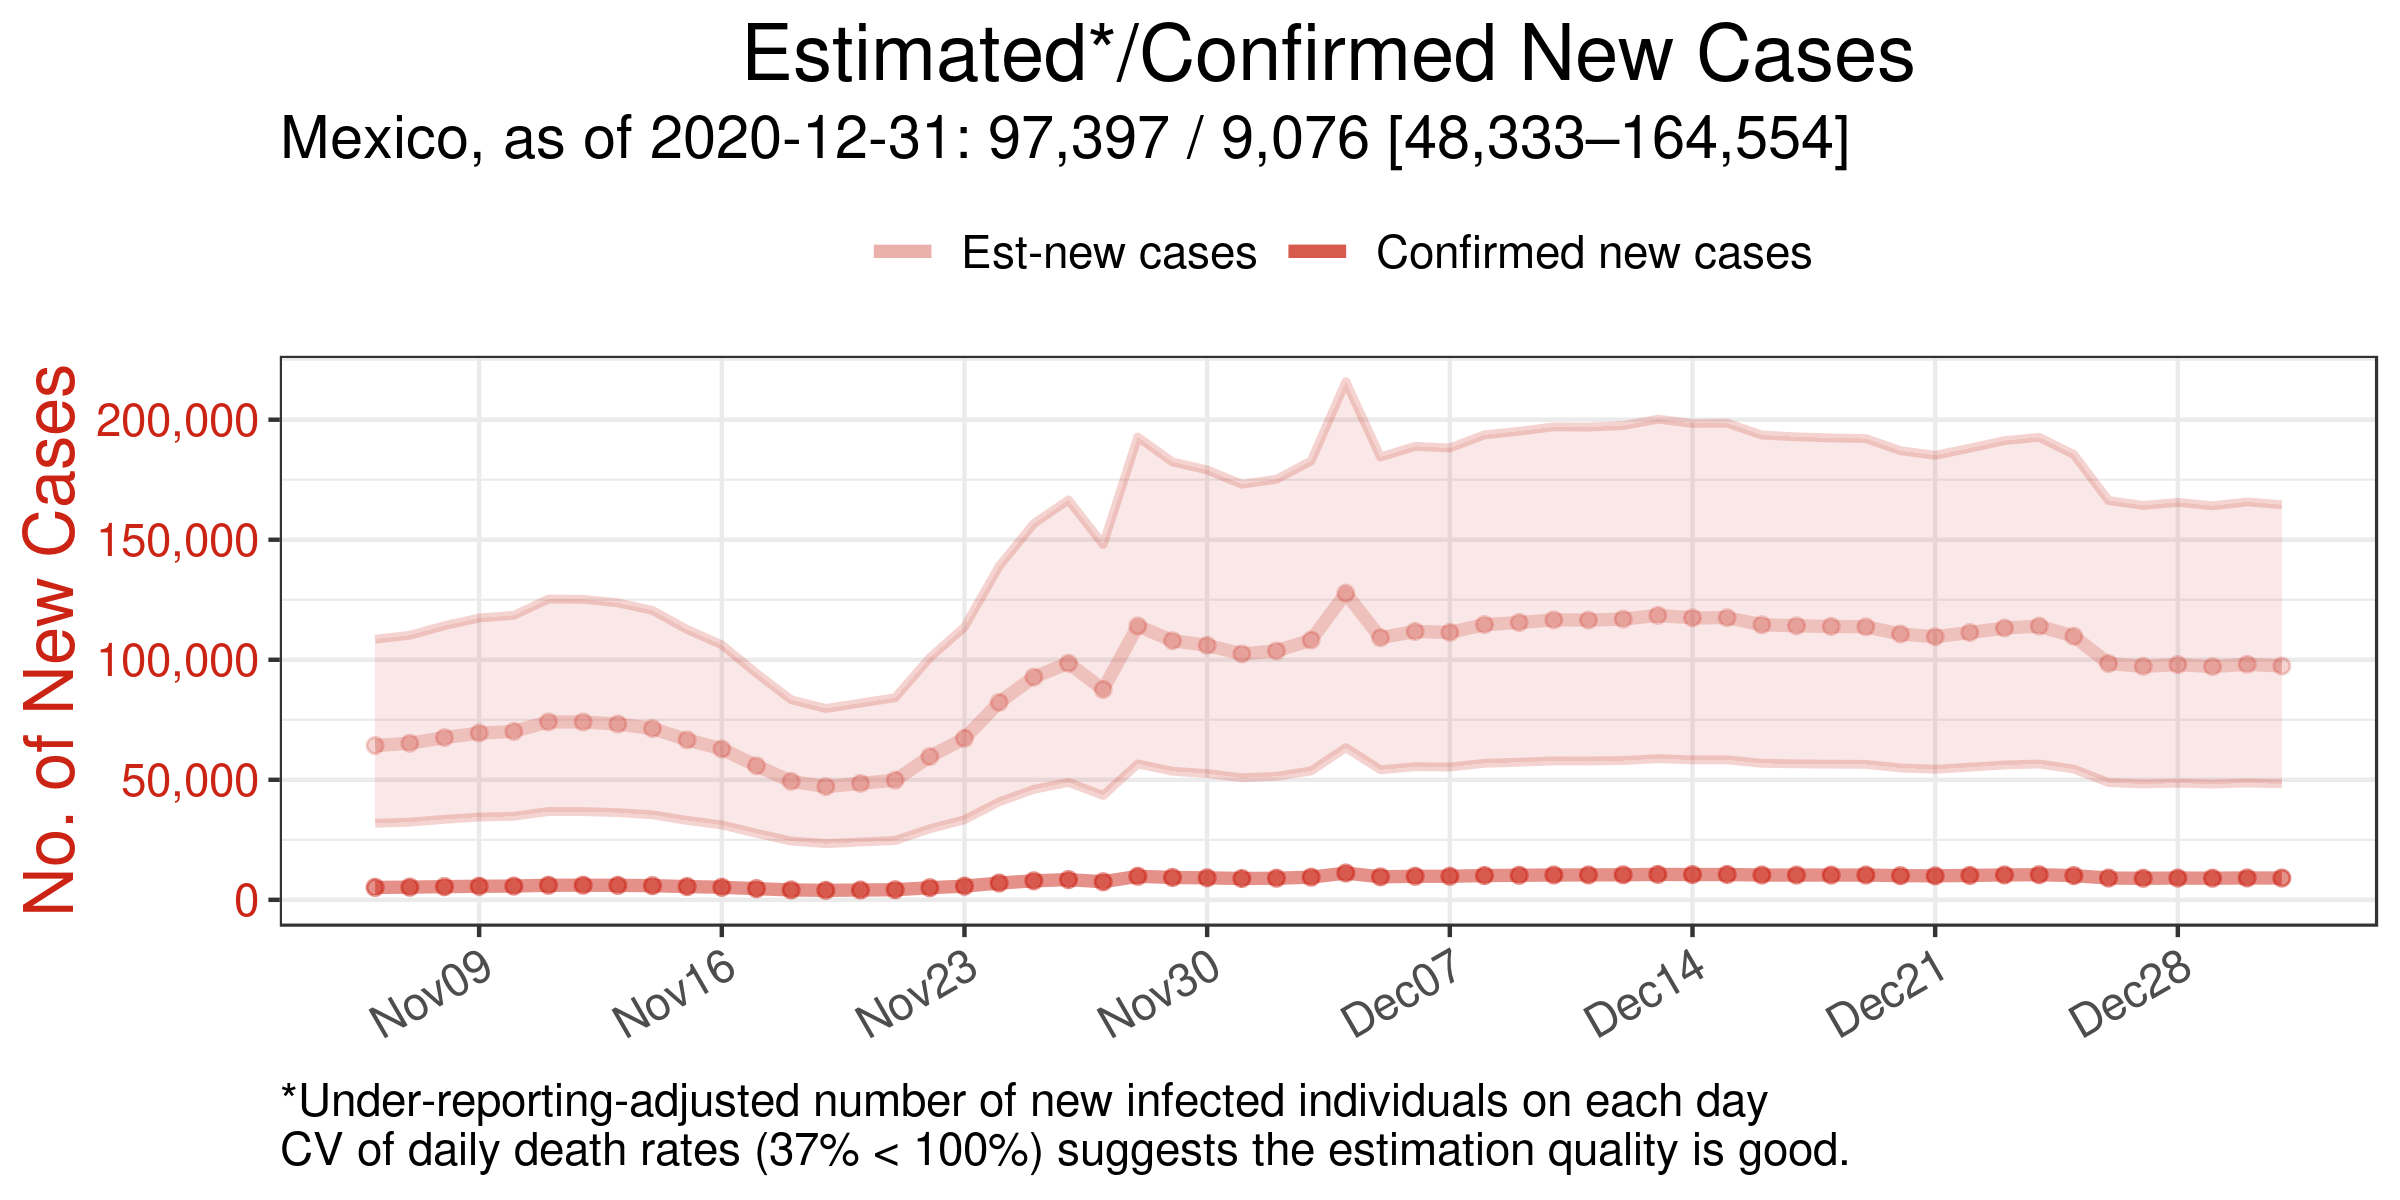 Estimated*/Confirmed New Cases
Mexico, as of 2020-12-31: 97,397 / 9,076 [48,333–164,554]
Est-new cases
Confirmed new cases
No. of New Cases
200,000
150,000
100,000
50,000
0
Nov09
Nov16
Nov23
Nov30
Dec07
Dec14
Dec21
Dec28
*Under-reporting-adjusted number of new infected individuals on each day
CV of daily death rates (37% < 100%) suggests the estimation quality is good.